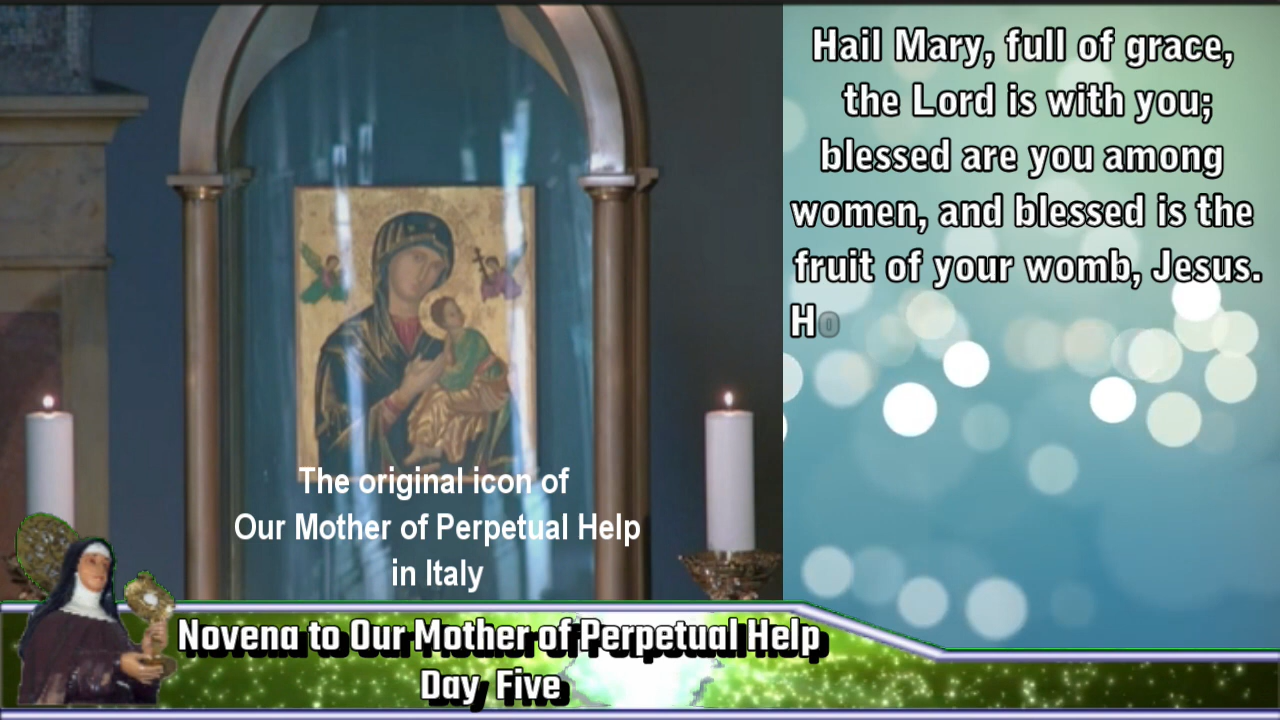 Hail Mary, full of grace,
the Lord is with you;
blessed are you among
women, and blessed is the
fruit of your womb, Jesus.
Ho
The original icon of
Our Mother of Perpetual Help
in Italy
Novena to Our Mother of Perpetual Help
Day Five